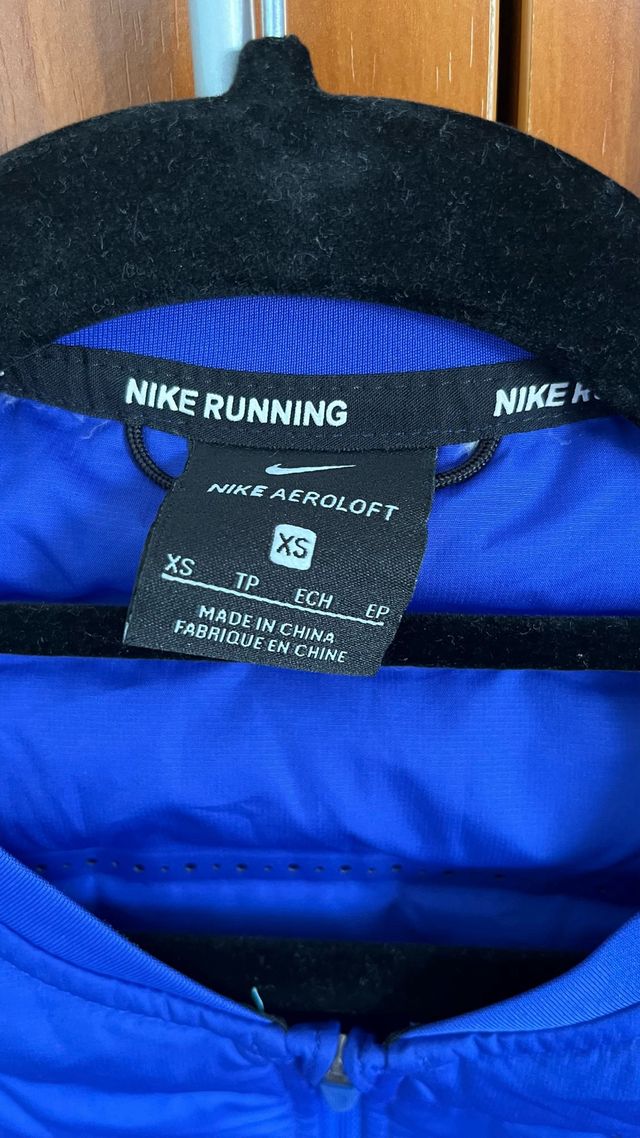 NIKE RUNNING
NIKE
NIKE AEROLOFT
XS
XS TP ECH EP
MADE IN CHINA
FABRIQUE EN CHINE